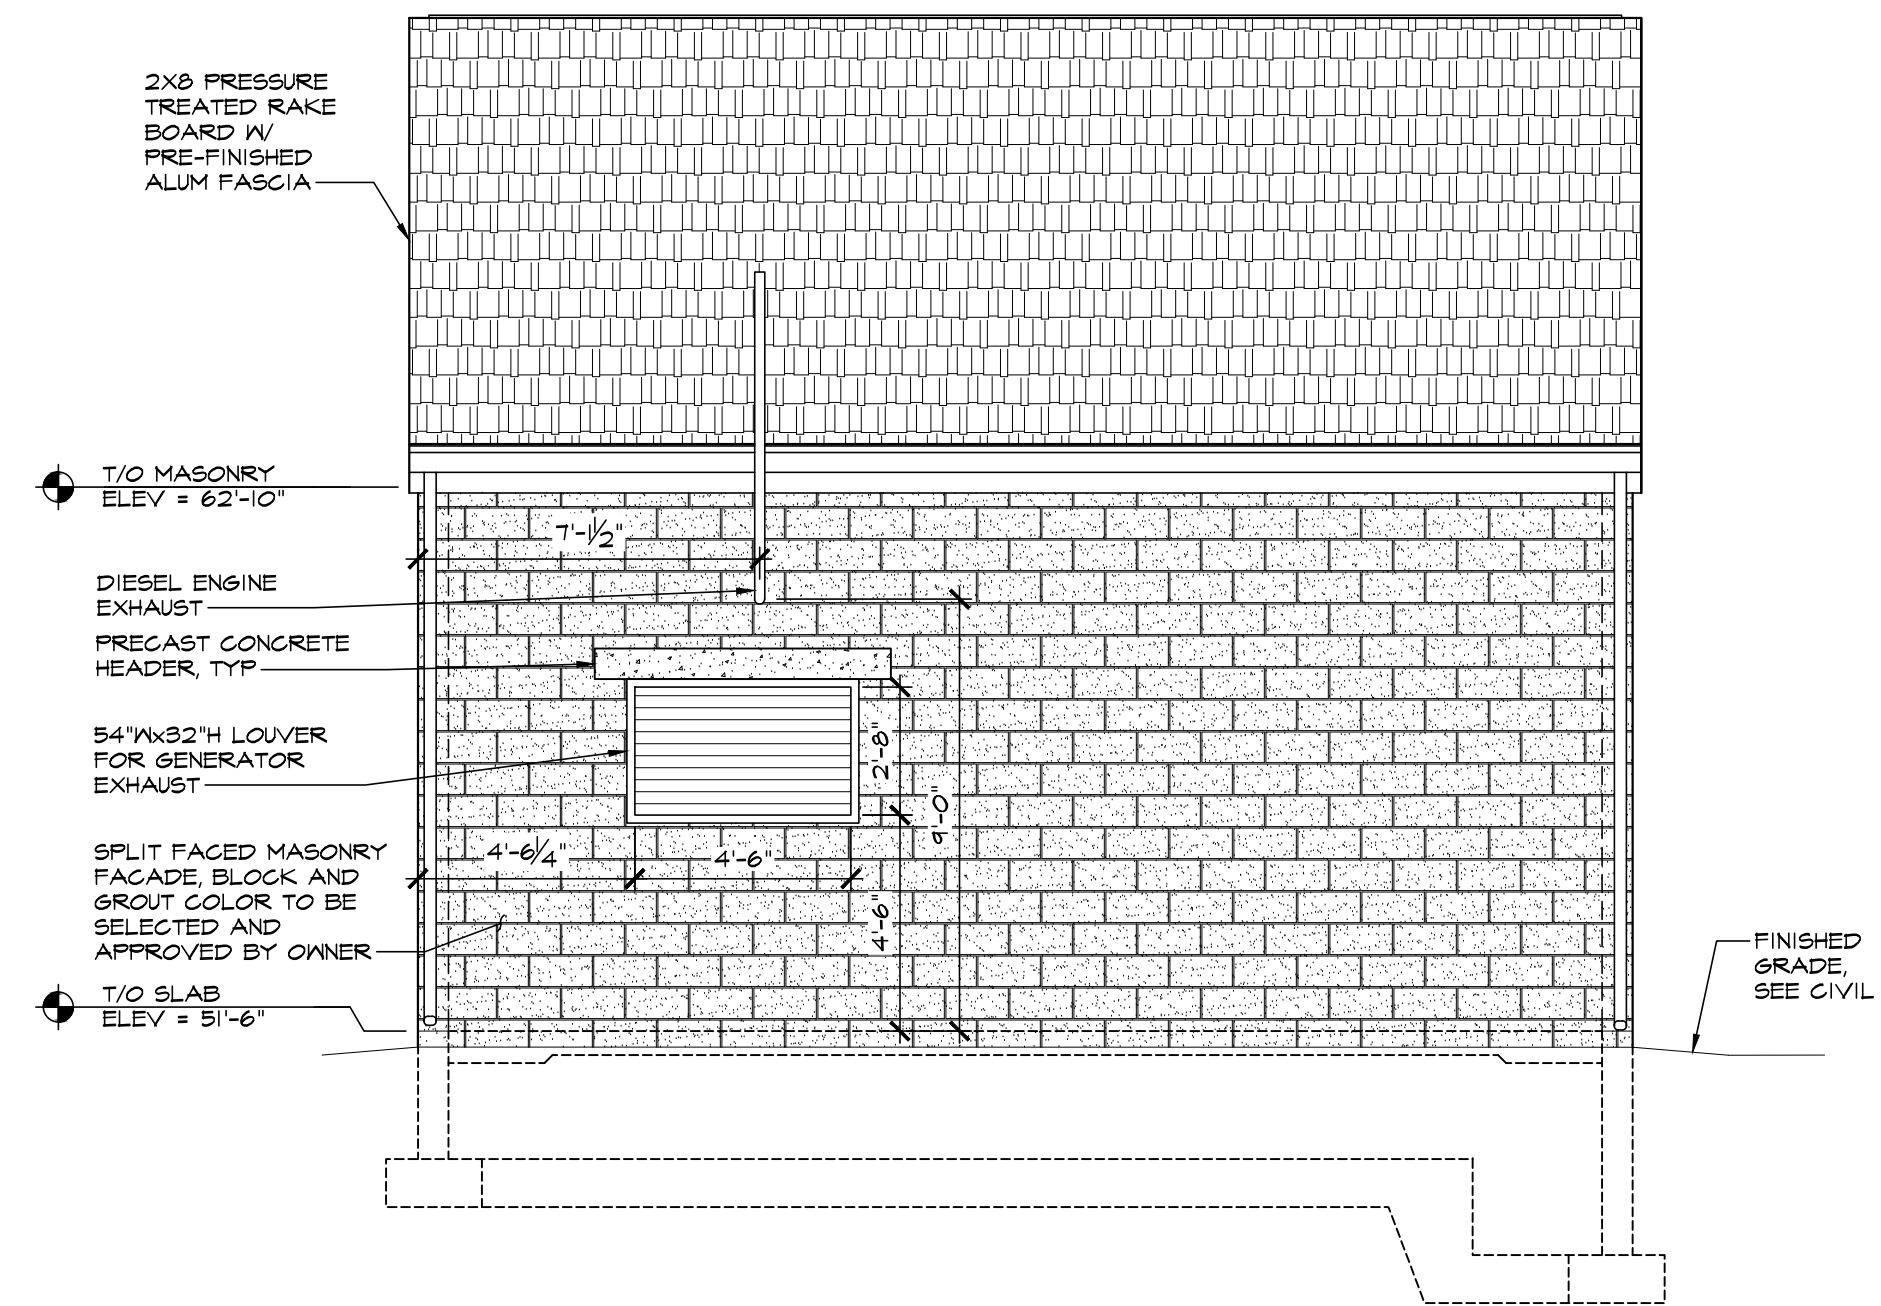 2X8 PRESSURE
TREATED RAKE
BOARD W/
PRE-FINISHED
ALUM FASCIA
T/O MASONRY
ELEV = 62'-10"
7'-1 1/2"
DIESEL ENGINE
EXHAUST
PRECAST CONCRETE
HEADER, TYP
54"Wx32"H LOUVER
FOR GENERATOR
EXHAUST
2'-8"
9'-0"
SPLIT FACED MASONRY
FACADE, BLOCK AND
GROUT COLOR TO BE
SELECTED AND
APPROVED BY OWNER
4'-6 1/4"
4'-6"
4'-6"
FINISHED
GRADE,
SEE CIVIL
T/O SLAB
ELEV = 51'-6"